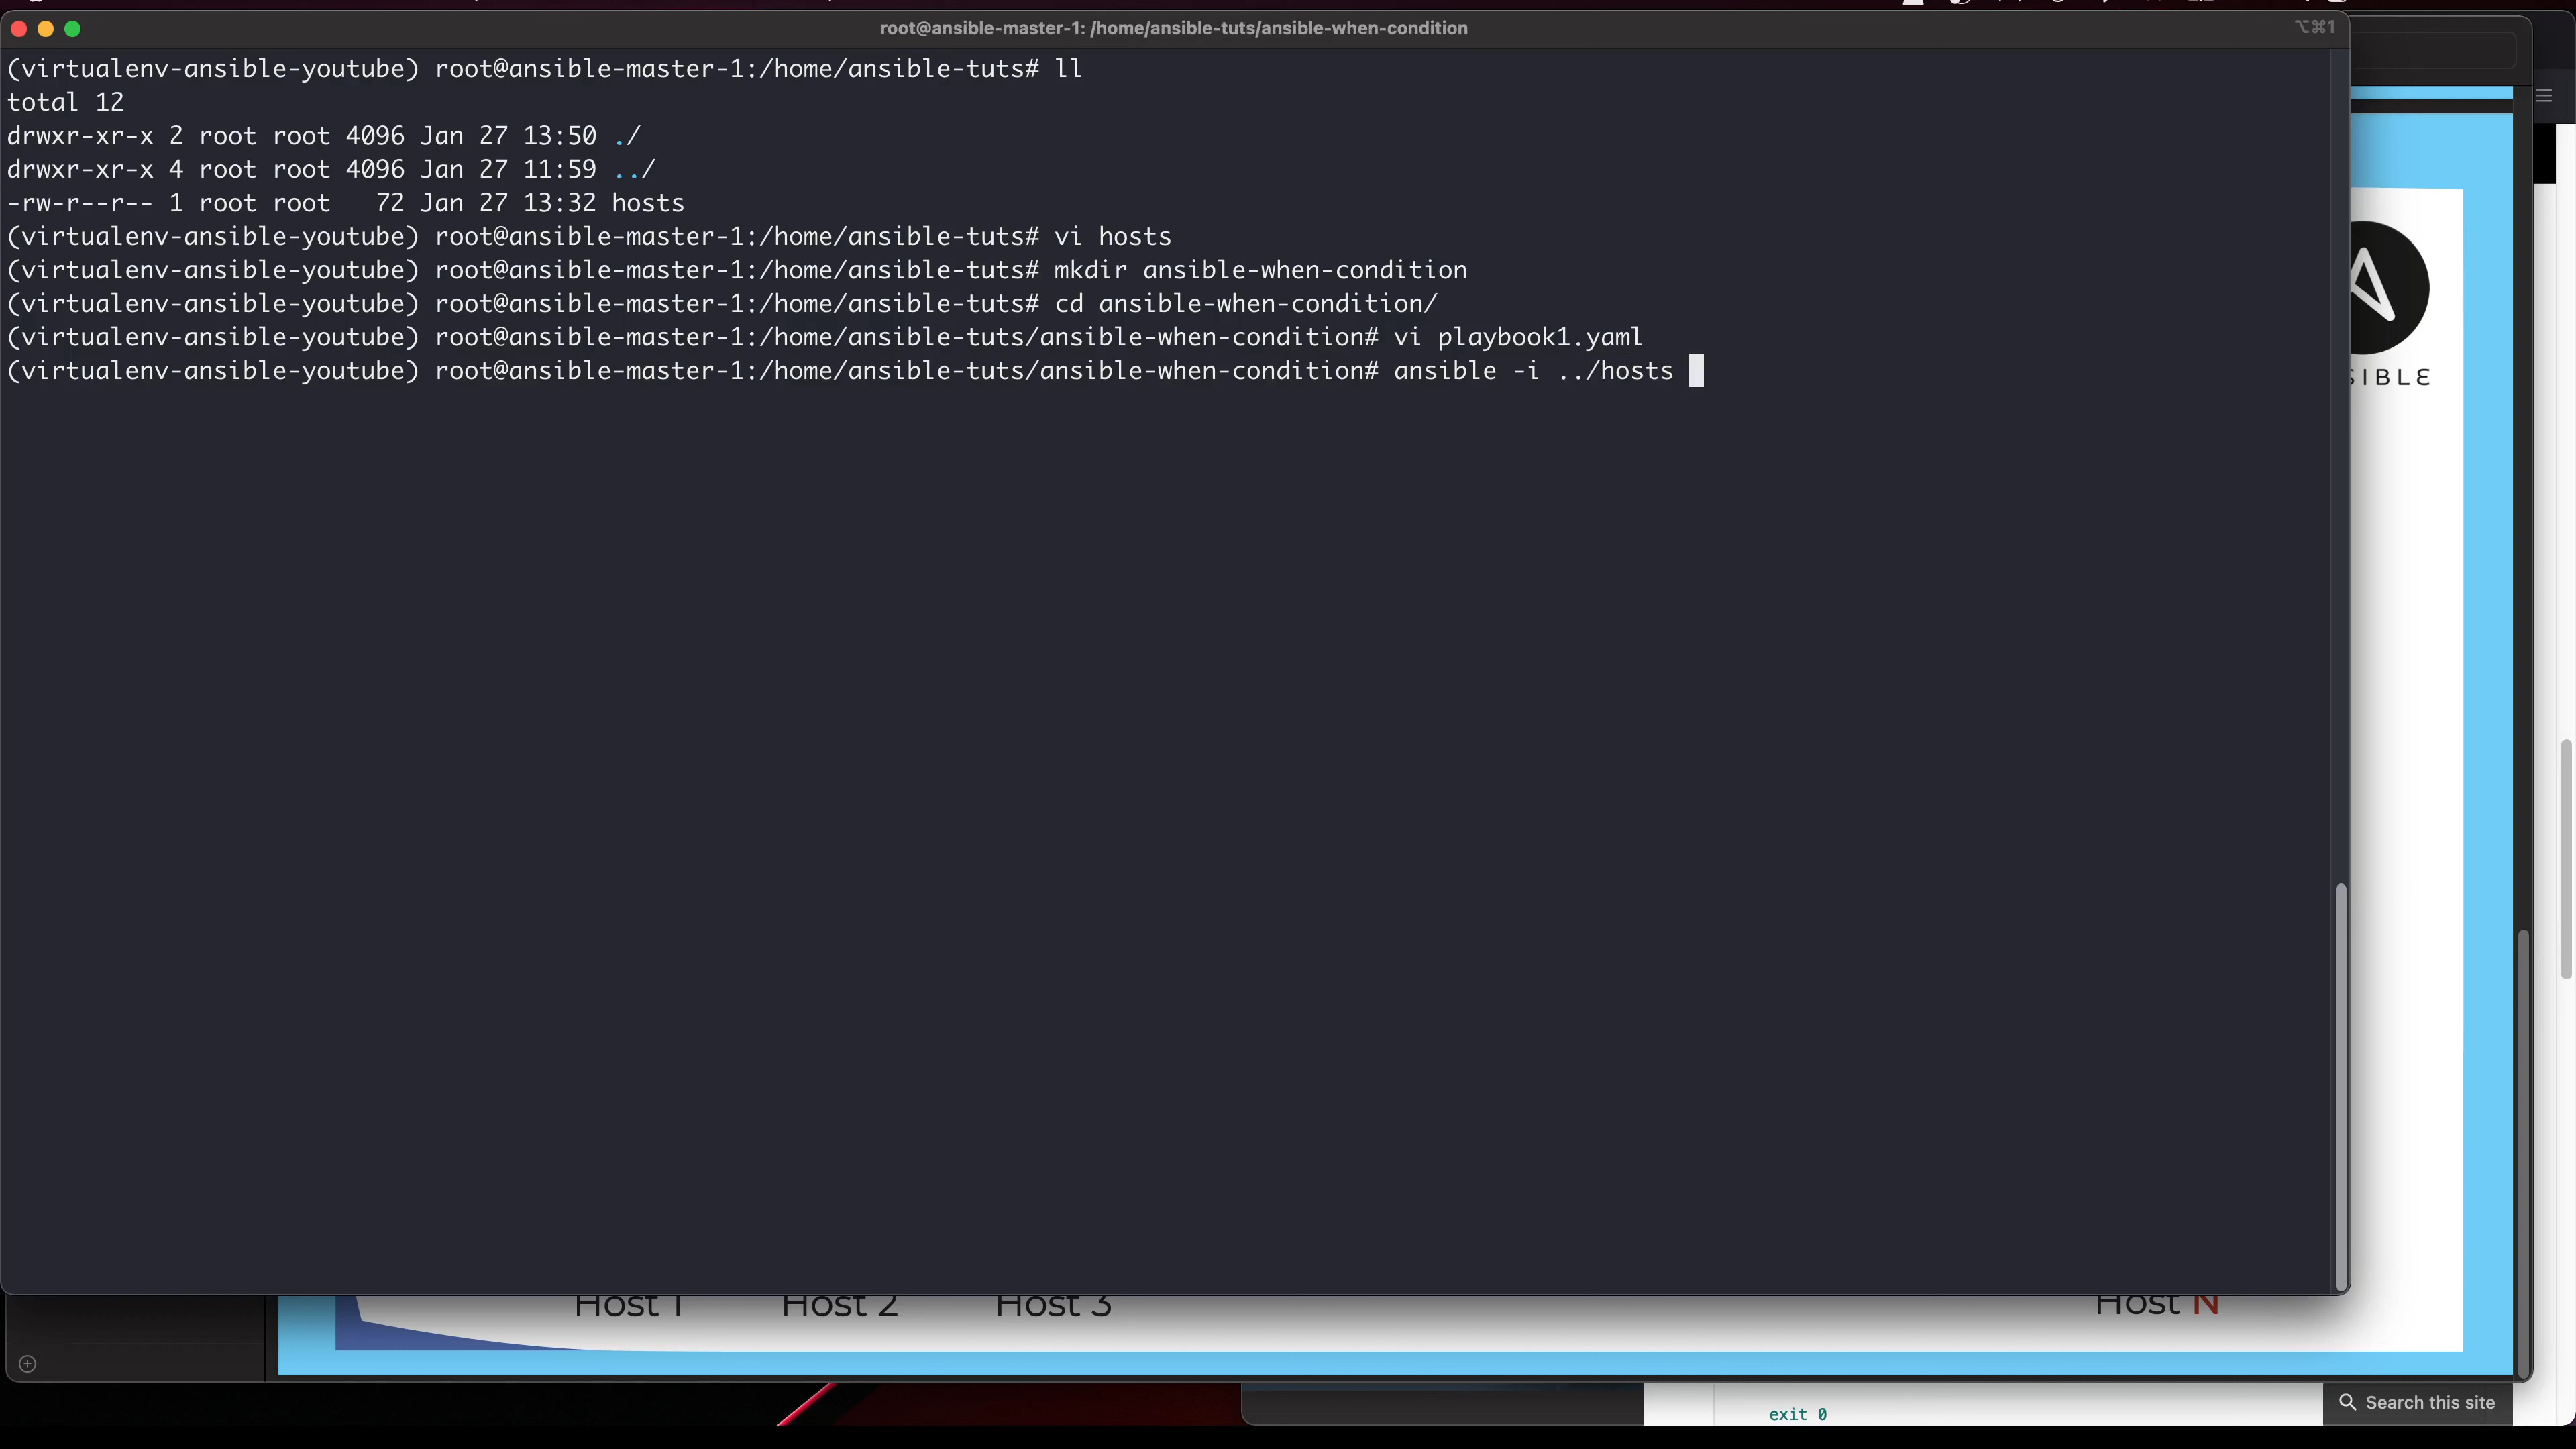 root@ansible-master-1: /home/ansible-tuts/ansible-when-condition
⌥⌘1
(virtualenv-ansible-youtube) root@ansible-master-1:/home/ansible-tuts# ll
total 12
drwxr-xr-x 2 root root 4096 Jan 27 13:50 ./
drwxr-xr-x 4 root root 4096 Jan 27 11:59 ../
-rw-r--r-- 1 root root   72 Jan 27 13:32 hosts
(virtualenv-ansible-youtube) root@ansible-master-1:/home/ansible-tuts# vi hosts
(virtualenv-ansible-youtube) root@ansible-master-1:/home/ansible-tuts# mkdir ansible-when-condition
(virtualenv-ansible-youtube) root@ansible-master-1:/home/ansible-tuts# cd ansible-when-condition/
(virtualenv-ansible-youtube) root@ansible-master-1:/home/ansible-tuts/ansible-when-condition# vi playbook1.yaml
(virtualenv-ansible-youtube) root@ansible-master-1:/home/ansible-tuts/ansible-when-condition# ansible -i ../hosts
SIBLE
Host 1 Host 2 Host 3 Host N
exit 0
Search this site